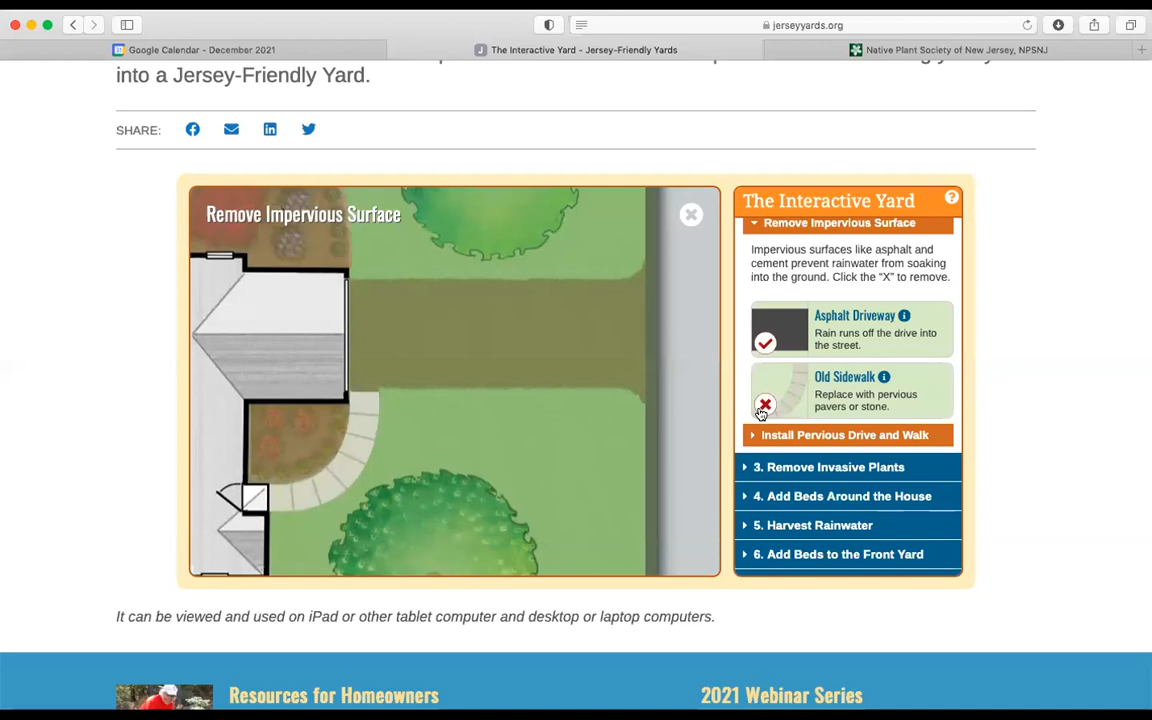 jerseyyards.org
Google Calendar - December 2021
The Interactive Yard - Jersey-Friendly Yards
Native Plant Society of New Jersey, NPSNJ
into a Jersey-Friendly Yard.
SHARE:
Remove Impervious Surface
The Interactive Yard
?
Remove Impervious Surface
Impervious surfaces like asphalt and
cement prevent rainwater from soaking
into the ground. Click the “X” to remove.
Asphalt Driveway
Rain runs off the drive into
the street.
Old Sidewalk
Replace with pervious
pavers or stone.
Install Pervious Drive and Walk
3. Remove Invasive Plants
4. Add Beds Around the House
5. Harvest Rainwater
6. Add Beds to the Front Yard
It can be viewed and used on iPad or other tablet computer and desktop or laptop computers.
Resources for Homeowners
2021 Webinar Series